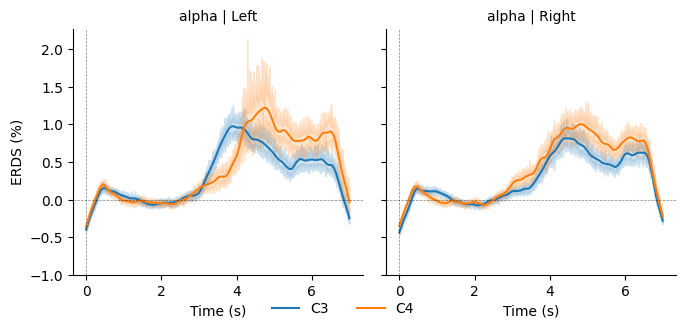 alpha | Left
alpha | Right
ERDS (%)
2.0
1.5
1.0
0.5
0.0
−0.5
−1.0
0 2 4 6
0 2 4 6
Time (s)
C3
C4
Time (s)